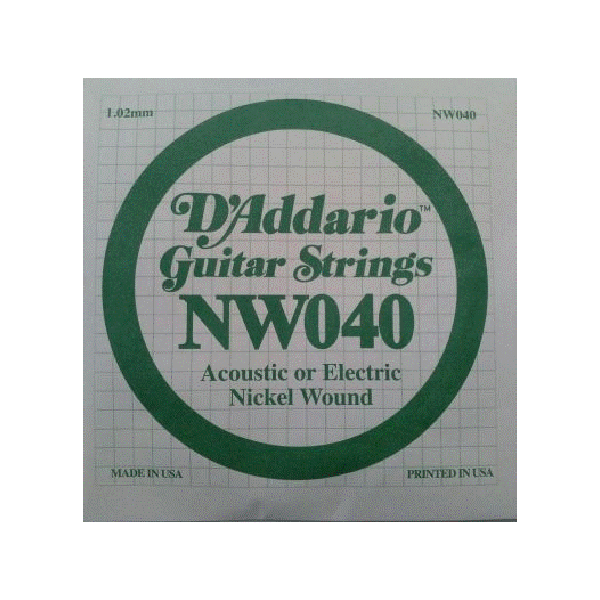 1.02mm NW040
D'Addario™
Guitar Strings
NW040
Acoustic or Electric
Nickel Wound
MADE IN USA PRINTED IN USA